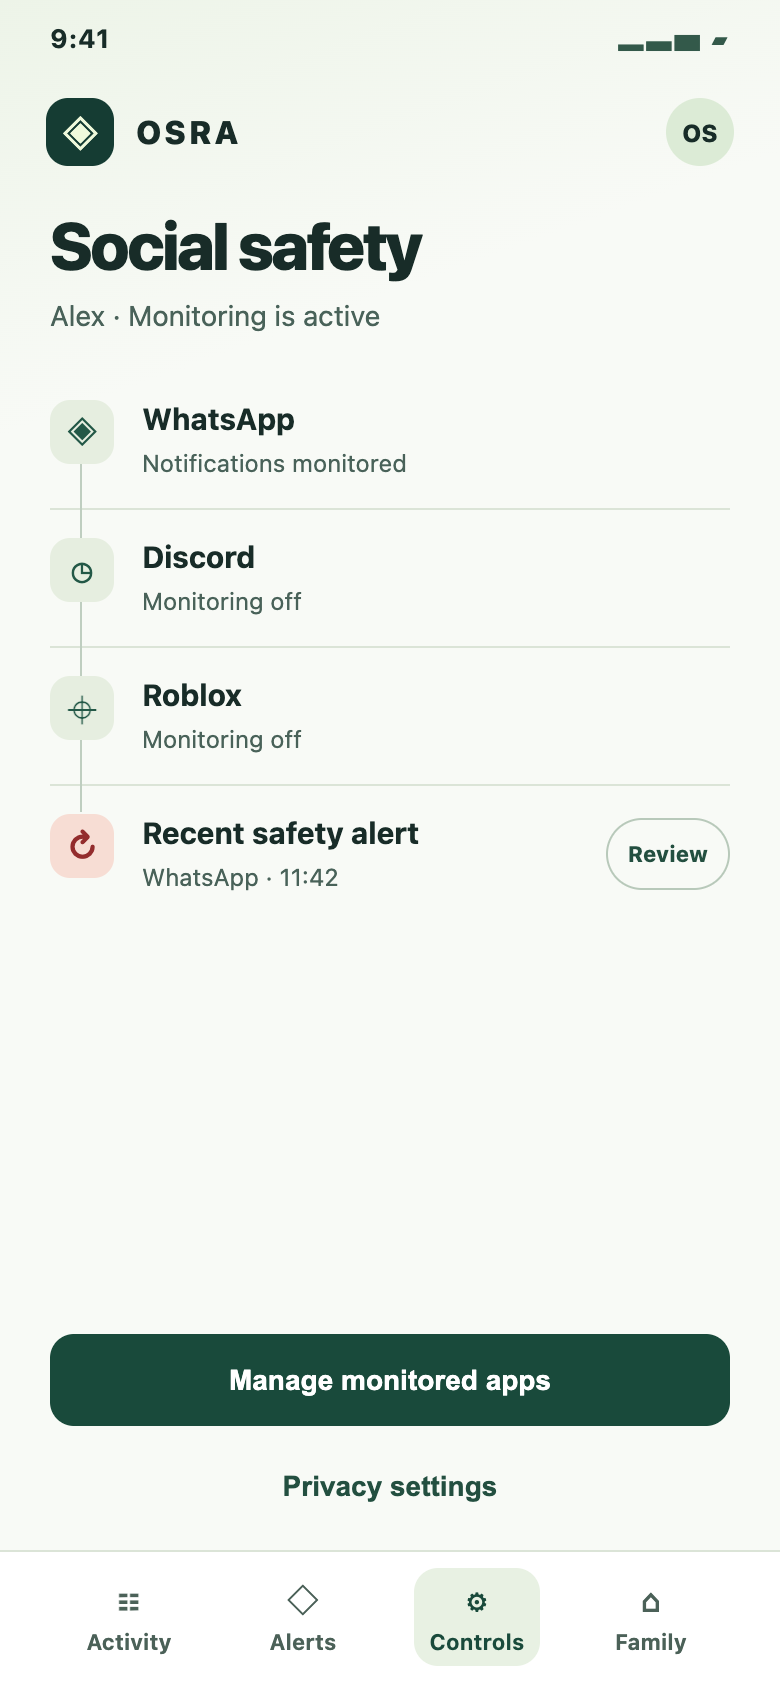 9:41
OSRA
OS
Social safety
Alex · Monitoring is active
WhatsApp
Notifications monitored
Discord
Monitoring off
Roblox
Monitoring off
Recent safety alert
WhatsApp · 11:42
Review
Manage monitored apps
Privacy settings
Activity
Alerts
Controls
Family